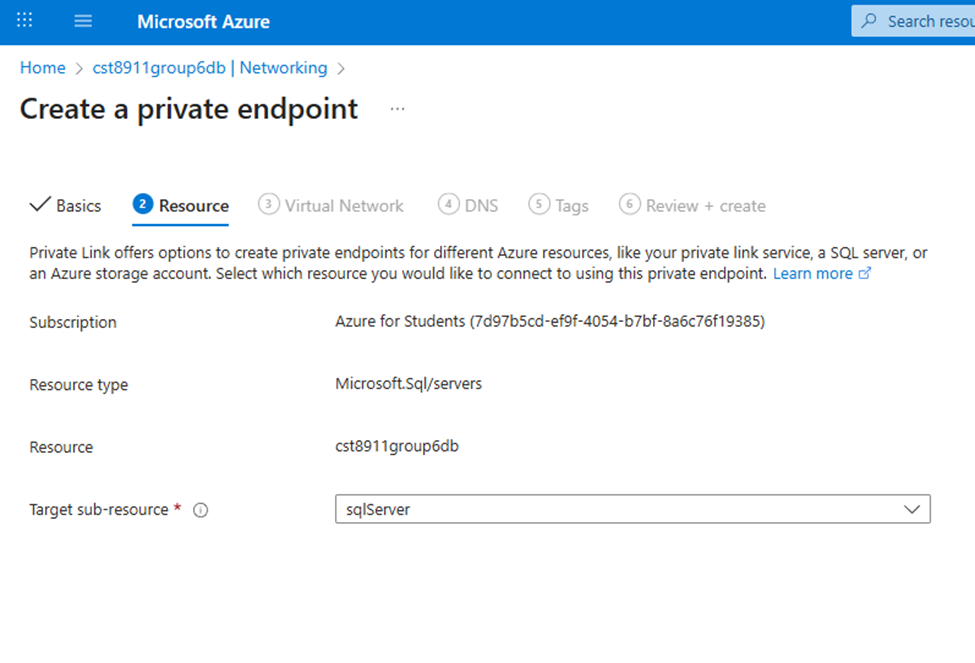 Microsoft Azure
Search resou
Home > cst8911group6db | Networking >
Create a private endpoint ...
Basics 2 Resource 3 Virtual Network 4 DNS 5 Tags 6 Review + create
Private Link offers options to create private endpoints for different Azure resources, like your private link service, a SQL server, or
an Azure storage account. Select which resource you would like to connect to using this private endpoint. Learn more
Subscription Azure for Students (7d97b5cd-ef9f-4054-b7bf-8a6c76f19385)
Resource type Microsoft.Sql/servers
Resource cst8911group6db
Target sub-resource * sqlServer